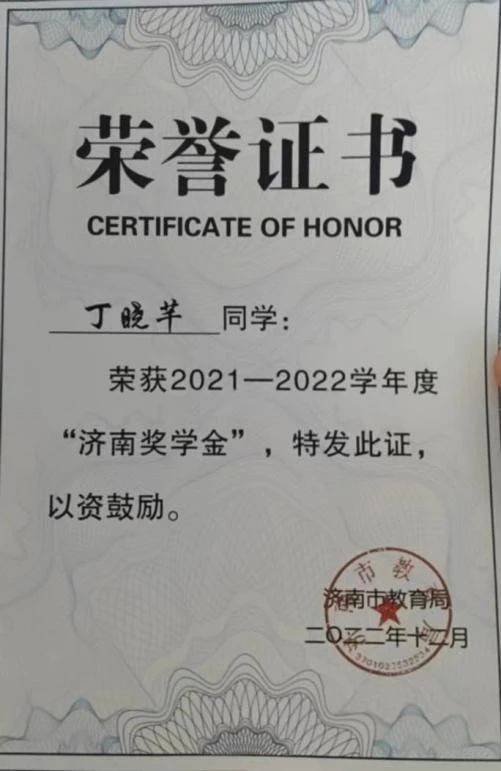 荣誉证书
CERTIFICATE OF HONOR
丁晓芊 同学：
荣获2021—2022学年度
“济南奖学金”，特发此证，
以资鼓励。
济南市教育局
二〇二二年十二月